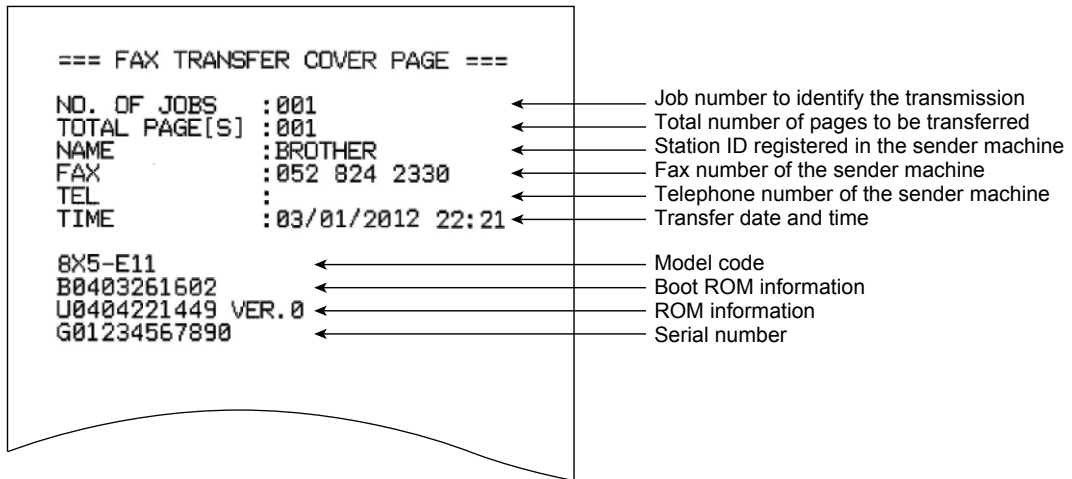 === FAX TRANSFER COVER PAGE ===
NO. OF JOBS :001 Job number to identify the transmission
TOTAL PAGE[S] :001 Total number of pages to be transferred
NAME :BROTHER Station ID registered in the sender machine
FAX :052 824 2330 Fax number of the sender machine
TEL : Telephone number of the sender machine
TIME :03/01/2012 22:21 Transfer date and time
8X5-E11 Model code
B0403261602 Boot ROM information
U0404221449 VER.0 ROM information
G01234567890 Serial number